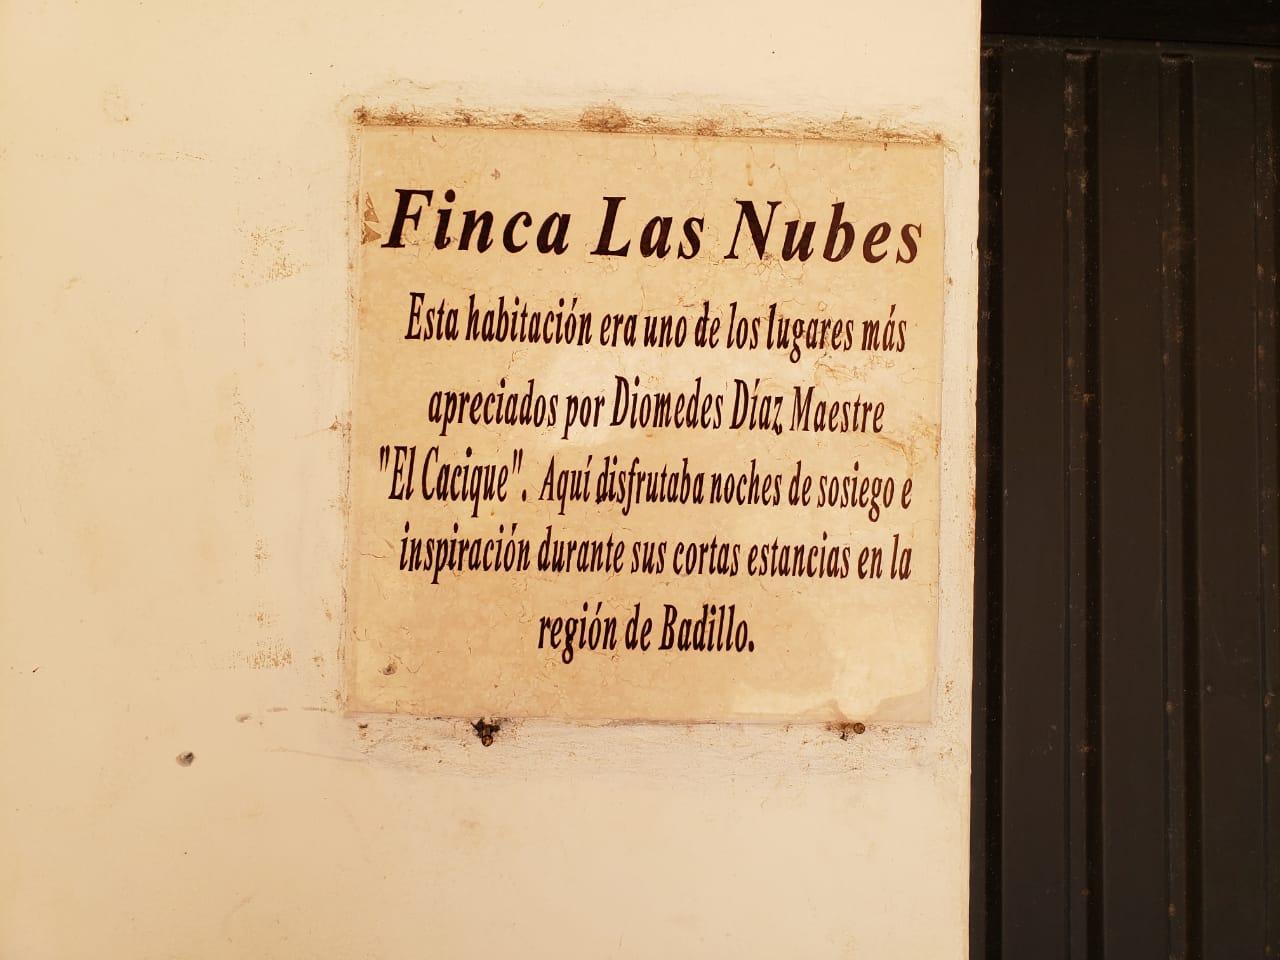 Finca Las Nubes
Esta habitación era uno de los lugares más
apreciados por Diomedes Díaz Maestre
"El Cacique". Aquí disfrutaba noches de sosiego e
inspiración durante sus cortas estancias en la
región de Badillo.